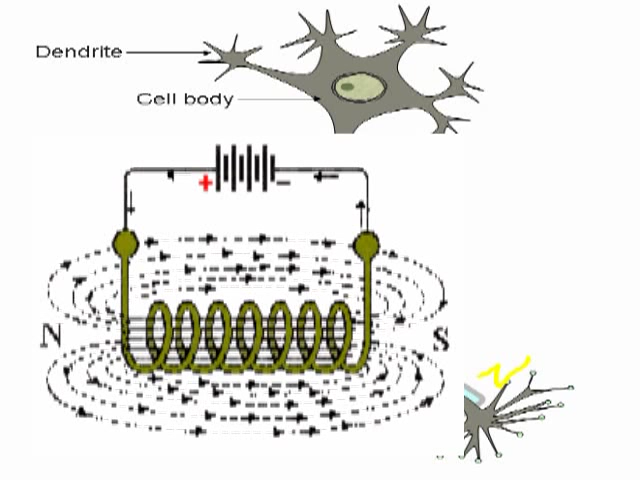 Dendrite
Cell body
+ −
N S